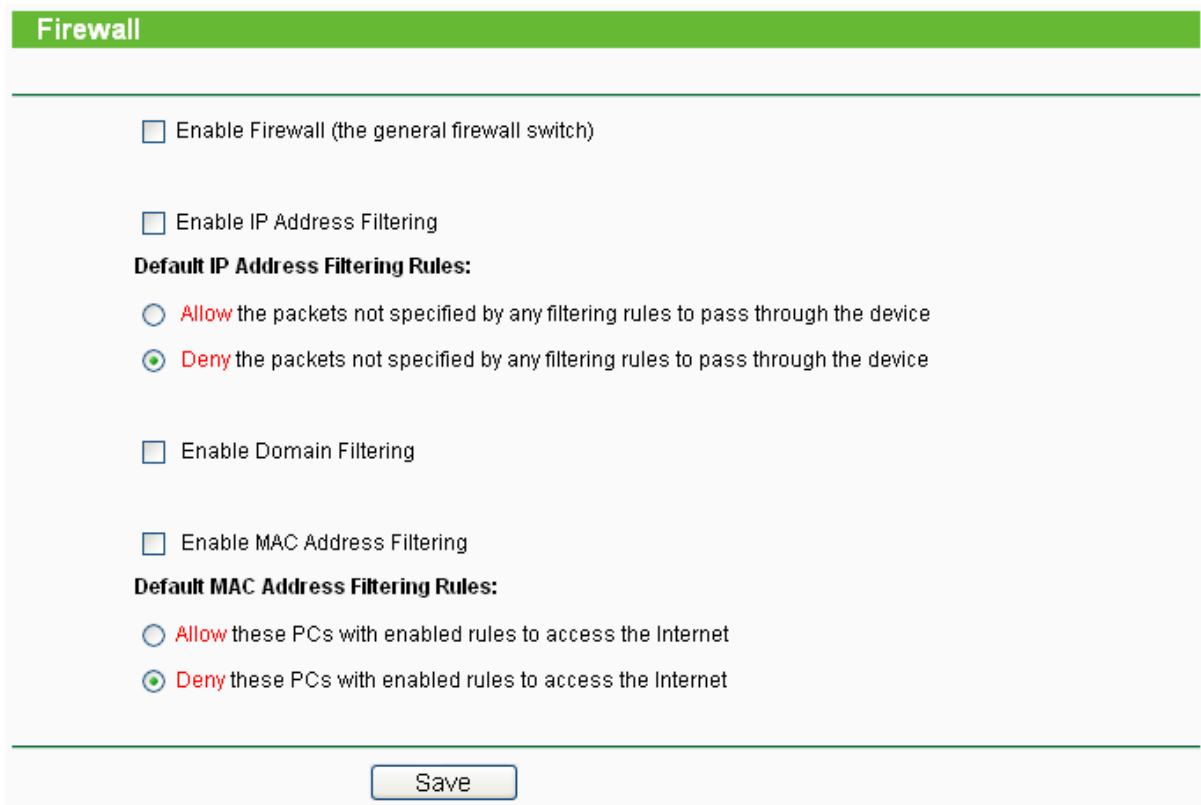 Firewall
Enable Firewall (the general firewall switch)
Enable IP Address Filtering
Default IP Address Filtering Rules:
Allow the packets not specified by any filtering rules to pass through the device
Deny the packets not specified by any filtering rules to pass through the device
Enable Domain Filtering
Enable MAC Address Filtering
Default MAC Address Filtering Rules:
Allow these PCs with enabled rules to access the Internet
Deny these PCs with enabled rules to access the Internet
Save